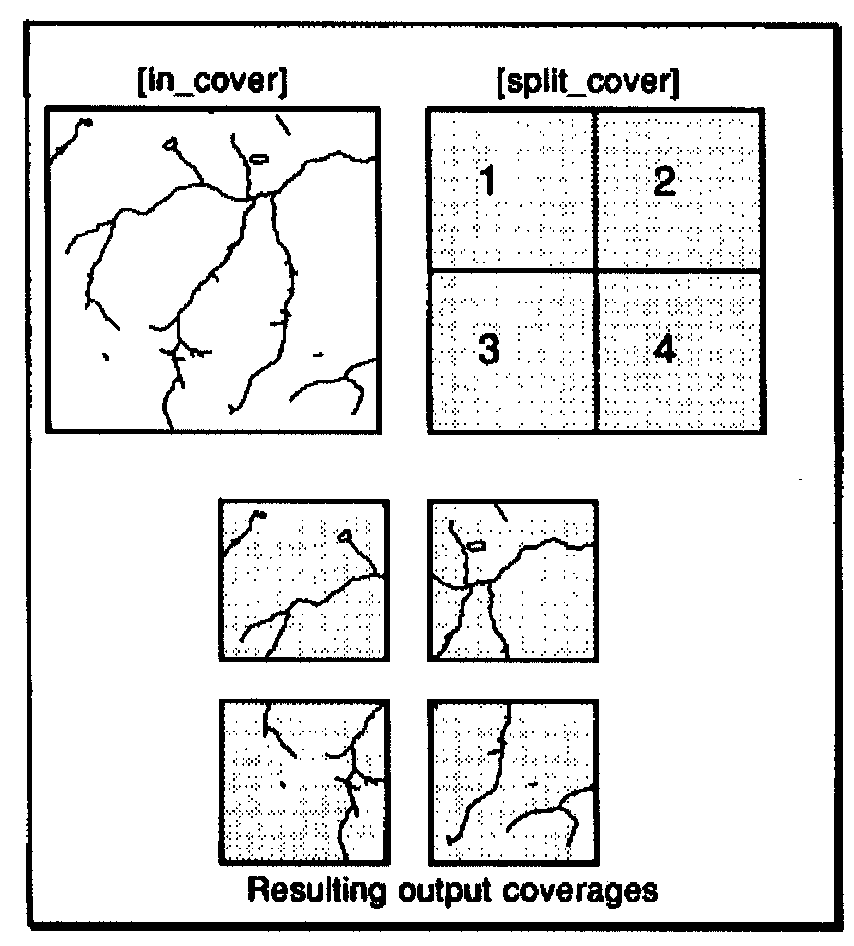 [in_cover]
[split_cover]
1
2
3
4
Resulting output coverages